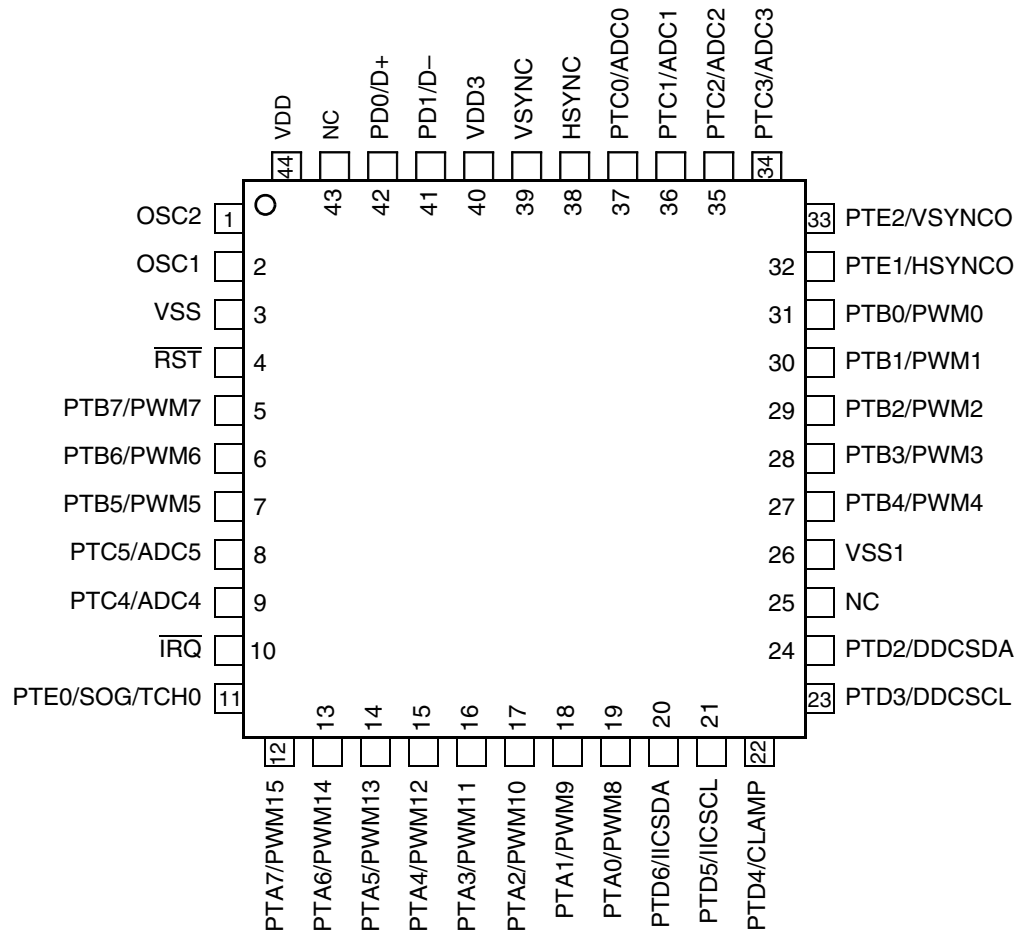 VDD
NC
PD0/D+
PD1/D–
VDD3
VSYNC
HSYNC
PTC0/ADC0
PTC1/ADC1
PTC2/ADC2
PTC3/ADC3
44
43
42
41
40
39
38
37
36
35
34
OSC2 1
OSC1 2
VSS 3
RST 4
PTB7/PWM7 5
PTB6/PWM6 6
PTB5/PWM5 7
PTC5/ADC5 8
PTC4/ADC4 9
IRQ 10
PTE0/SOG/TCH0 11
33 PTE2/VSYNCO
32 PTE1/HSYNCO
31 PTB0/PWM0
30 PTB1/PWM1
29 PTB2/PWM2
28 PTB3/PWM3
27 PTB4/PWM4
26 VSS1
25 NC
24 PTD2/DDCSDA
23 PTD3/DDCSCL
12
13
14
15
16
17
18
19
20
21
22
PTA7/PWM15
PTA6/PWM14
PTA5/PWM13
PTA4/PWM12
PTA3/PWM11
PTA2/PWM10
PTA1/PWM9
PTA0/PWM8
PTD6/IICSDA
PTD5/IICSCL
PTD4/CLAMP